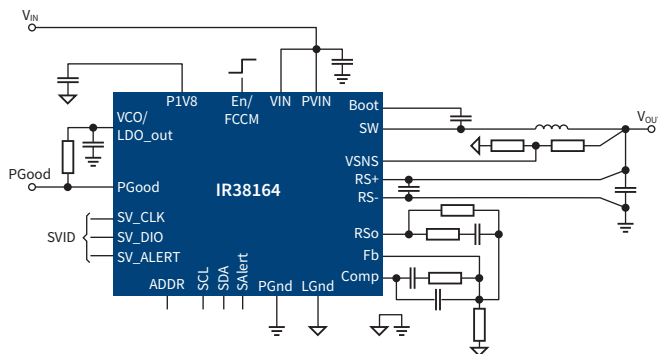 VIN
P1V8
En/
FCCM
VIN
PVIN
Boot
SW
VOU
VCO/
LDO_out
VSNS
PGood
PGood
IR38164
RS+
RS-
SV_CLK
SVID
SV_DIO
SV_ALERT
RSo
Fb
Comp
ADDR
SCL
SDA
SAlert
PGnd
LGnd